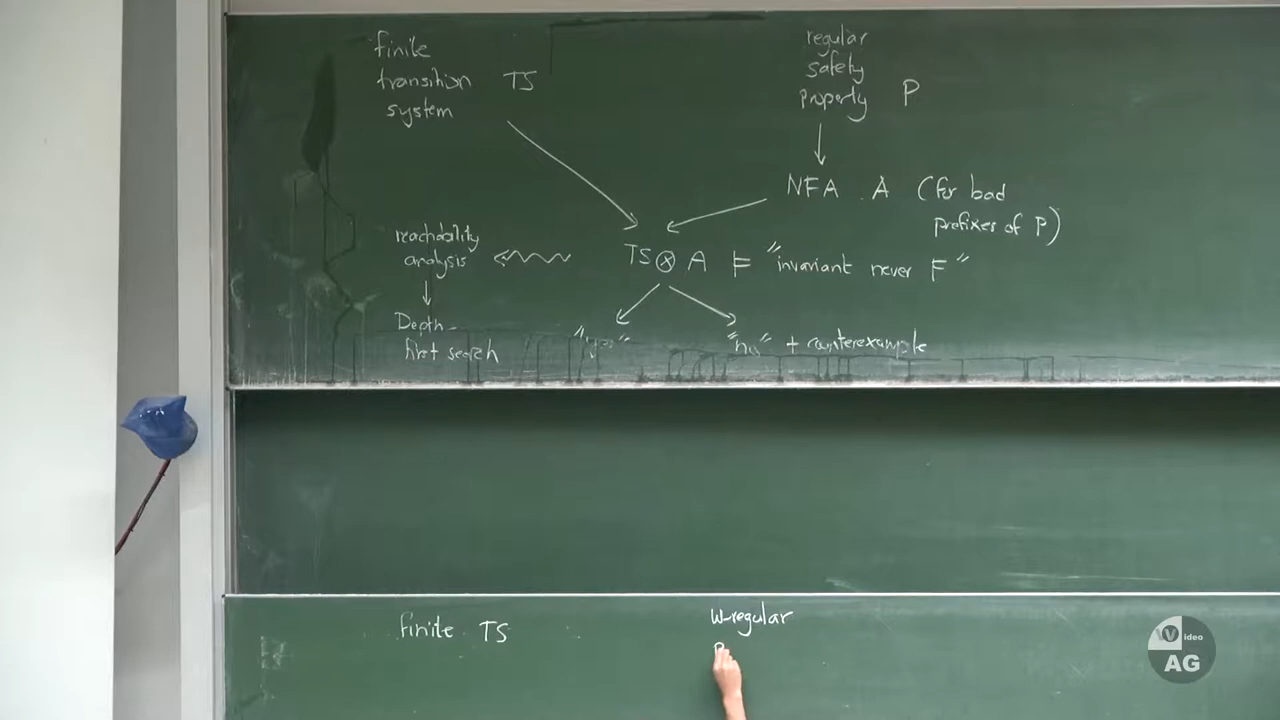 finite
transition TS
system
regular
safety
property P
NFA A (for bad
prefixes of P)
reachability
analysis
TS ⊗ A ⊨ "invariant never F"
Depth-
first search
"yes"
"no" + counterexample
finite TS
ω-regular
P
Video
AG